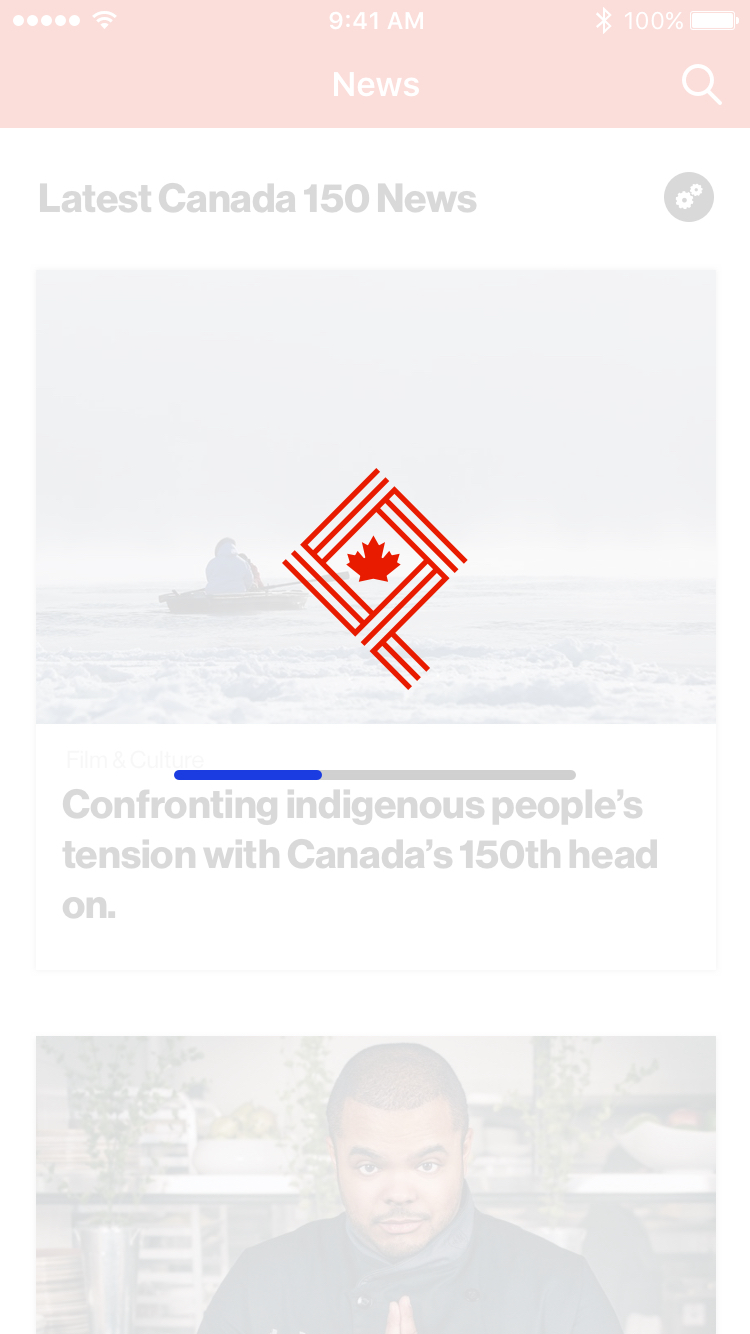 9:41 AM
100%
News
Latest Canada 150 News
Film & Culture
Confronting indigenous people’s
tension with Canada’s 150th head
on.